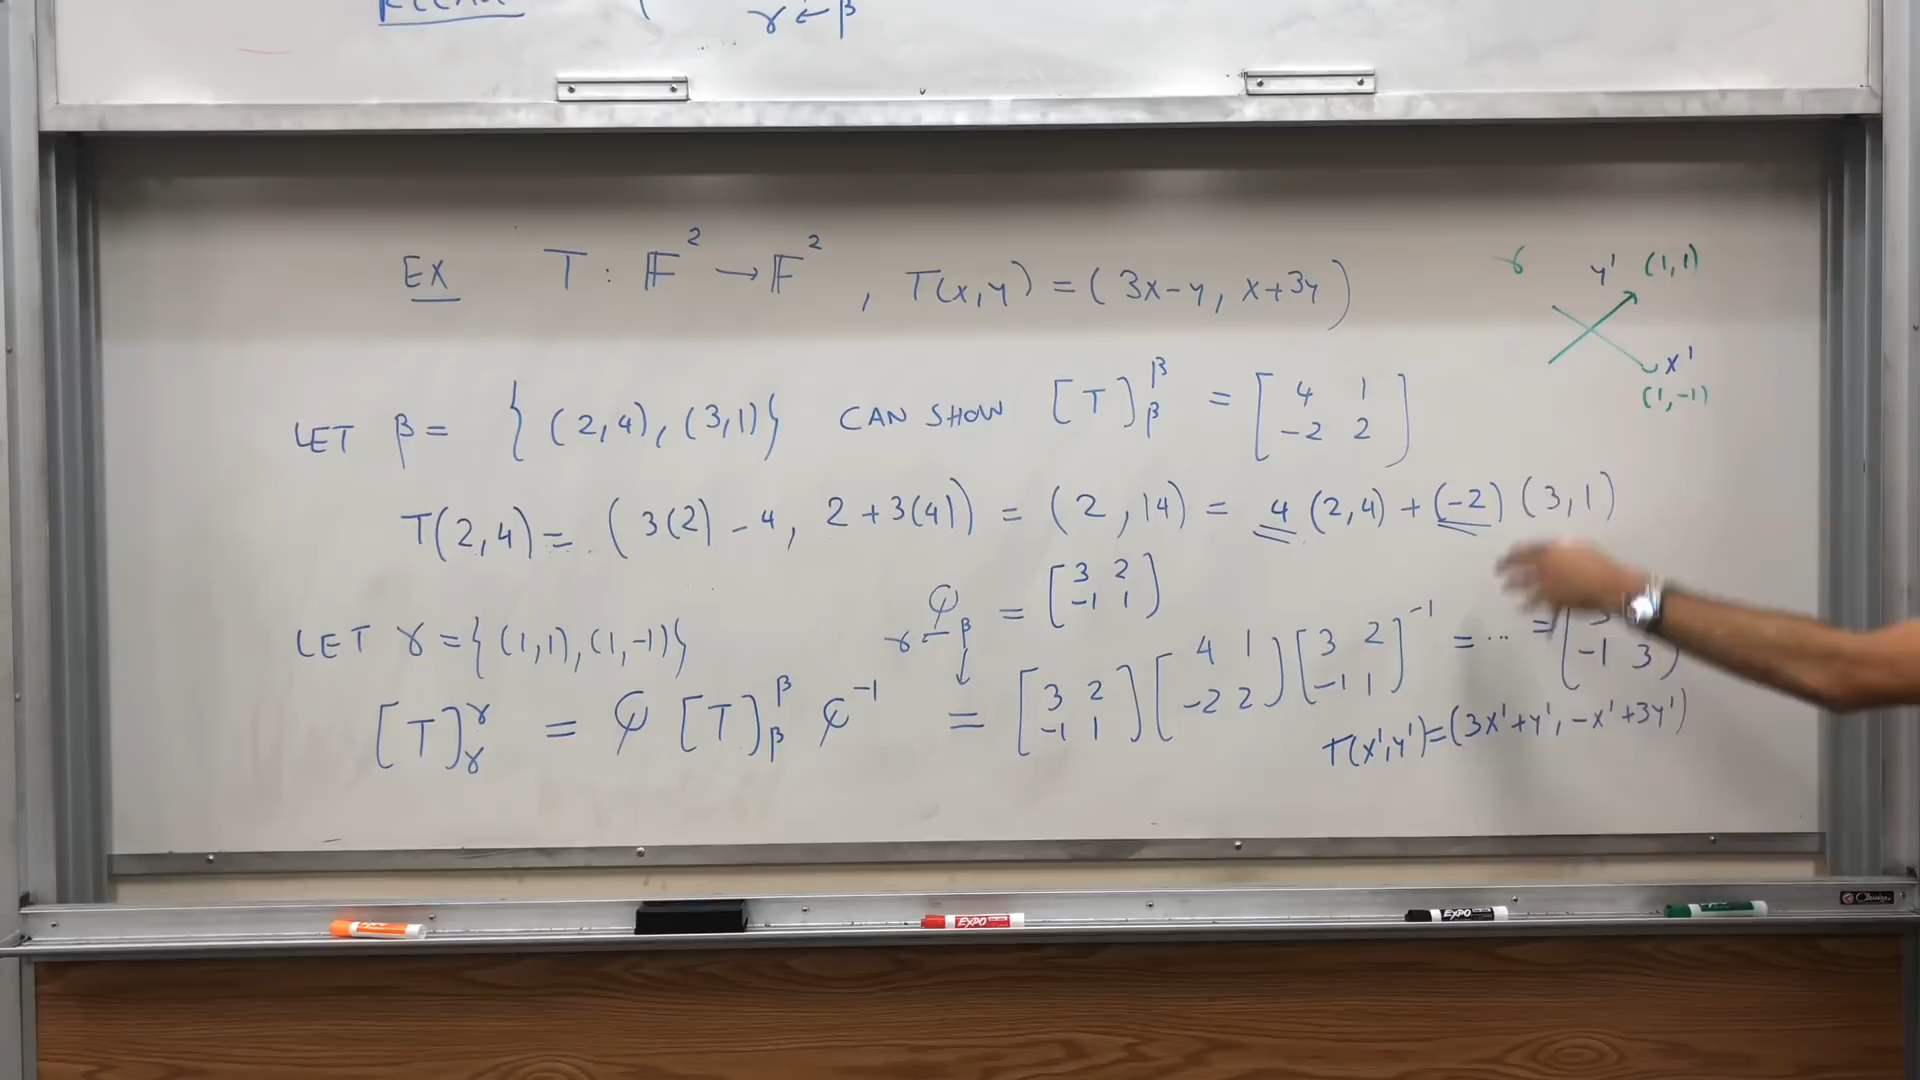 γ ← β
EX T : F² → F² , T(x,y) = (3x-y, x+3y)
γ y' (1,1)
x'
(1,-1)
LET β = { (2,4), (3,1) } CAN SHOW [T]_β^β = [4 1; -2 2]
T(2,4) = (3(2) - 4, 2 + 3(4)) = (2, 14) = 4 (2,4) + (-2) (3,1)
LET γ = { (1,1), (1,-1) } ¢_{γ←β} = [3 2; -1 1]
[T]_γ^γ = ¢ [T]_β^β ¢⁻¹ = [3 2; -1 1] [4 1; -2 2] [3 2; -1 1]⁻¹ = ... = [-1 3]
T(x',y') = (3x'+y', -x'+3y')
EXPO
EXPO